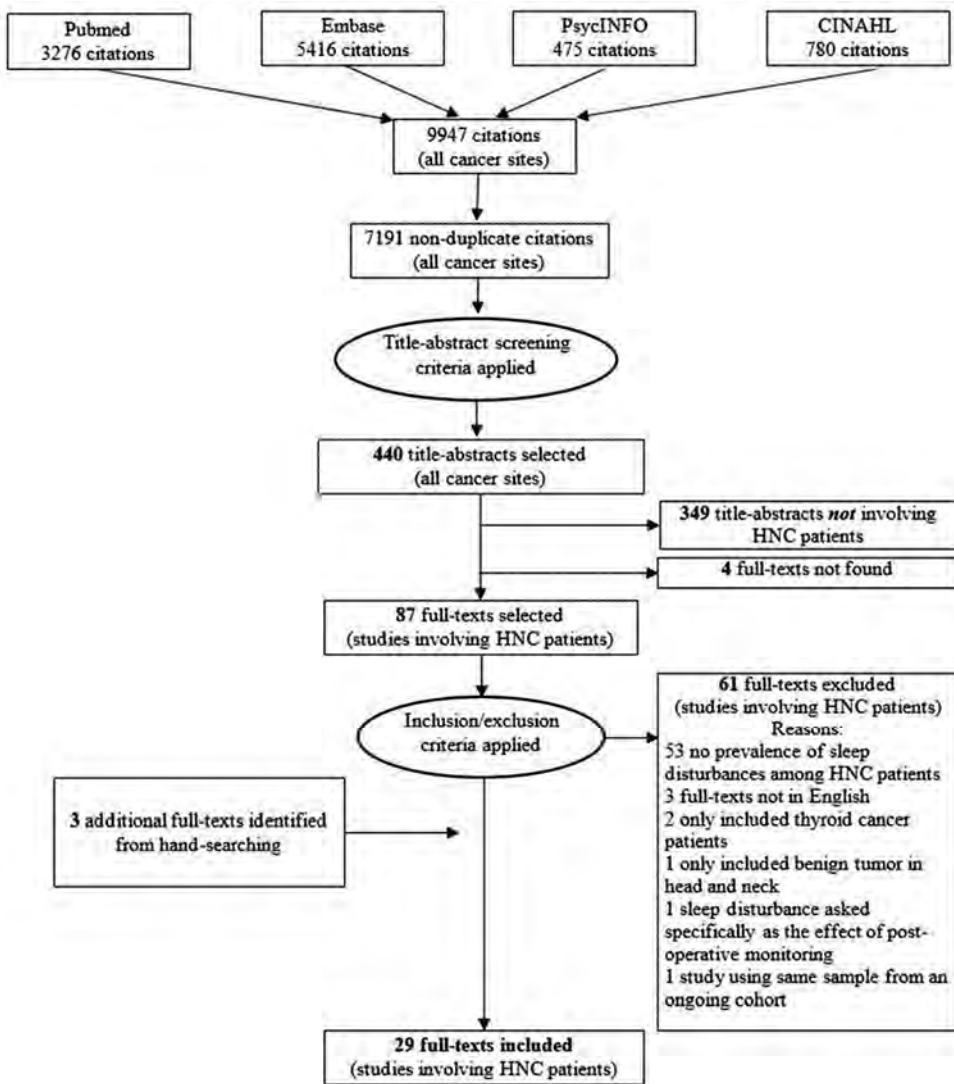 Pubmed
3276 citations
Embase
5416 citations
PsycINFO
475 citations
CINAHL
780 citations
9947 citations
(all cancer sites)
7191 non-duplicate citations
(all cancer sites)
Title-abstract screening
criteria applied
440 title-abstracts selected
(all cancer sites)
349 title-abstracts not involving
HNC patients
4 full-texts not found
87 full-texts selected
(studies involving HNC patients)
Inclusion/exclusion
criteria applied
61 full-texts excluded
(studies involving HNC patients)
Reasons:
53 no prevalence of sleep
disturbances among HNC patients
3 full-texts not in English
2 only included thyroid cancer
patients
1 only included benign tumor in
head and neck
1 sleep disturbance asked
specifically as the effect of post-
operative monitoring
1 study using same sample from an
ongoing cohort
3 additional full-texts identified
from hand-searching
29 full-texts included
(studies involving HNC patients)